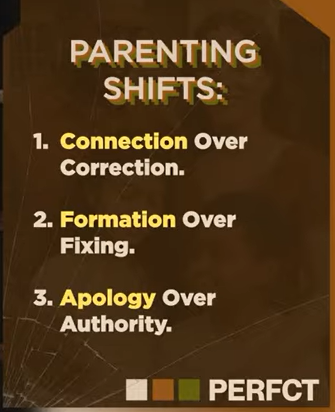 PARENTING
SHIFTS:
1. Connection Over
Correction.
2. Formation Over
Fixing.
3. Apology Over
Authority.
PERFCT